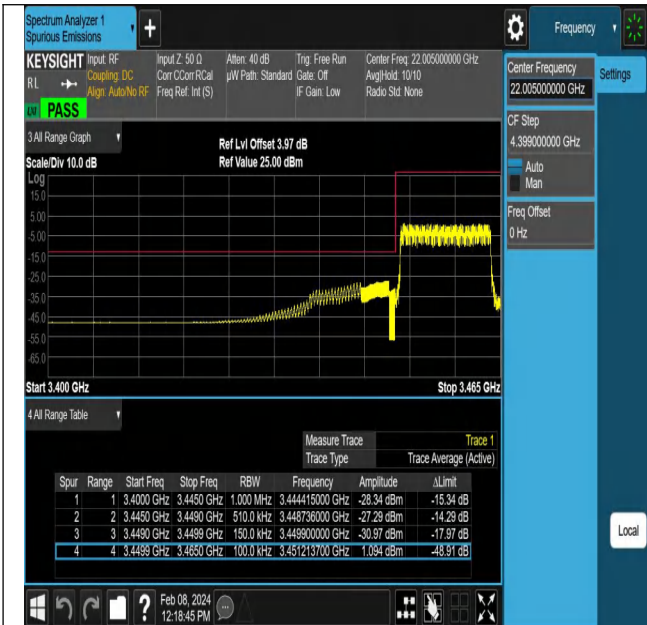 Spectrum Analyzer 1
Spurious Emissions
+
Frequency
KEYSIGHT Input: RF Input Z: 50 Ω Atten: 40 dB Trig: Free Run Center Freq: 22.005000000 GHz
RL Coupling: DC Corr CCorr RCal µW Path: Standard Gate: Off Avg|Hold: 10/10
Align: Auto/No RF Freq Ref: Int (S) IF Gain: Low Radio Std: None
PASS
Center Frequency
22.005000000 GHz
Settings
CF Step
4.399000000 GHz
Auto
Man
Freq Offset
0 Hz
3 All Range Graph
Ref Lvl Offset 3.97 dB
Scale/Div 10.0 dB Ref Value 25.00 dBm
Log
15.0
5.00
-5.00
-15.0
-25.0
-35.0
-45.0
-55.0
-65.0
Start 3.400 GHz Stop 3.465 GHz
4 All Range Table
Measure Trace Trace 1
Trace Type Trace Average (Active)
Spur Range Start Freq Stop Freq RBW Frequency Amplitude ΔLimit
1 1 3.4000 GHz 3.4450 GHz 1.000 MHz 3.444415000 GHz -28.34 dBm -15.34 dB
2 2 3.4450 GHz 3.4490 GHz 510.0 kHz 3.448736000 GHz -27.29 dBm -14.29 dB
3 3 3.4490 GHz 3.4499 GHz 150.0 kHz 3.449900000 GHz -30.97 dBm -17.97 dB
4 4 3.4499 GHz 3.4650 GHz 100.0 kHz 3.451213700 GHz 1.094 dBm -48.91 dB
Local
?
Feb 08, 2024
12:18:45 PM